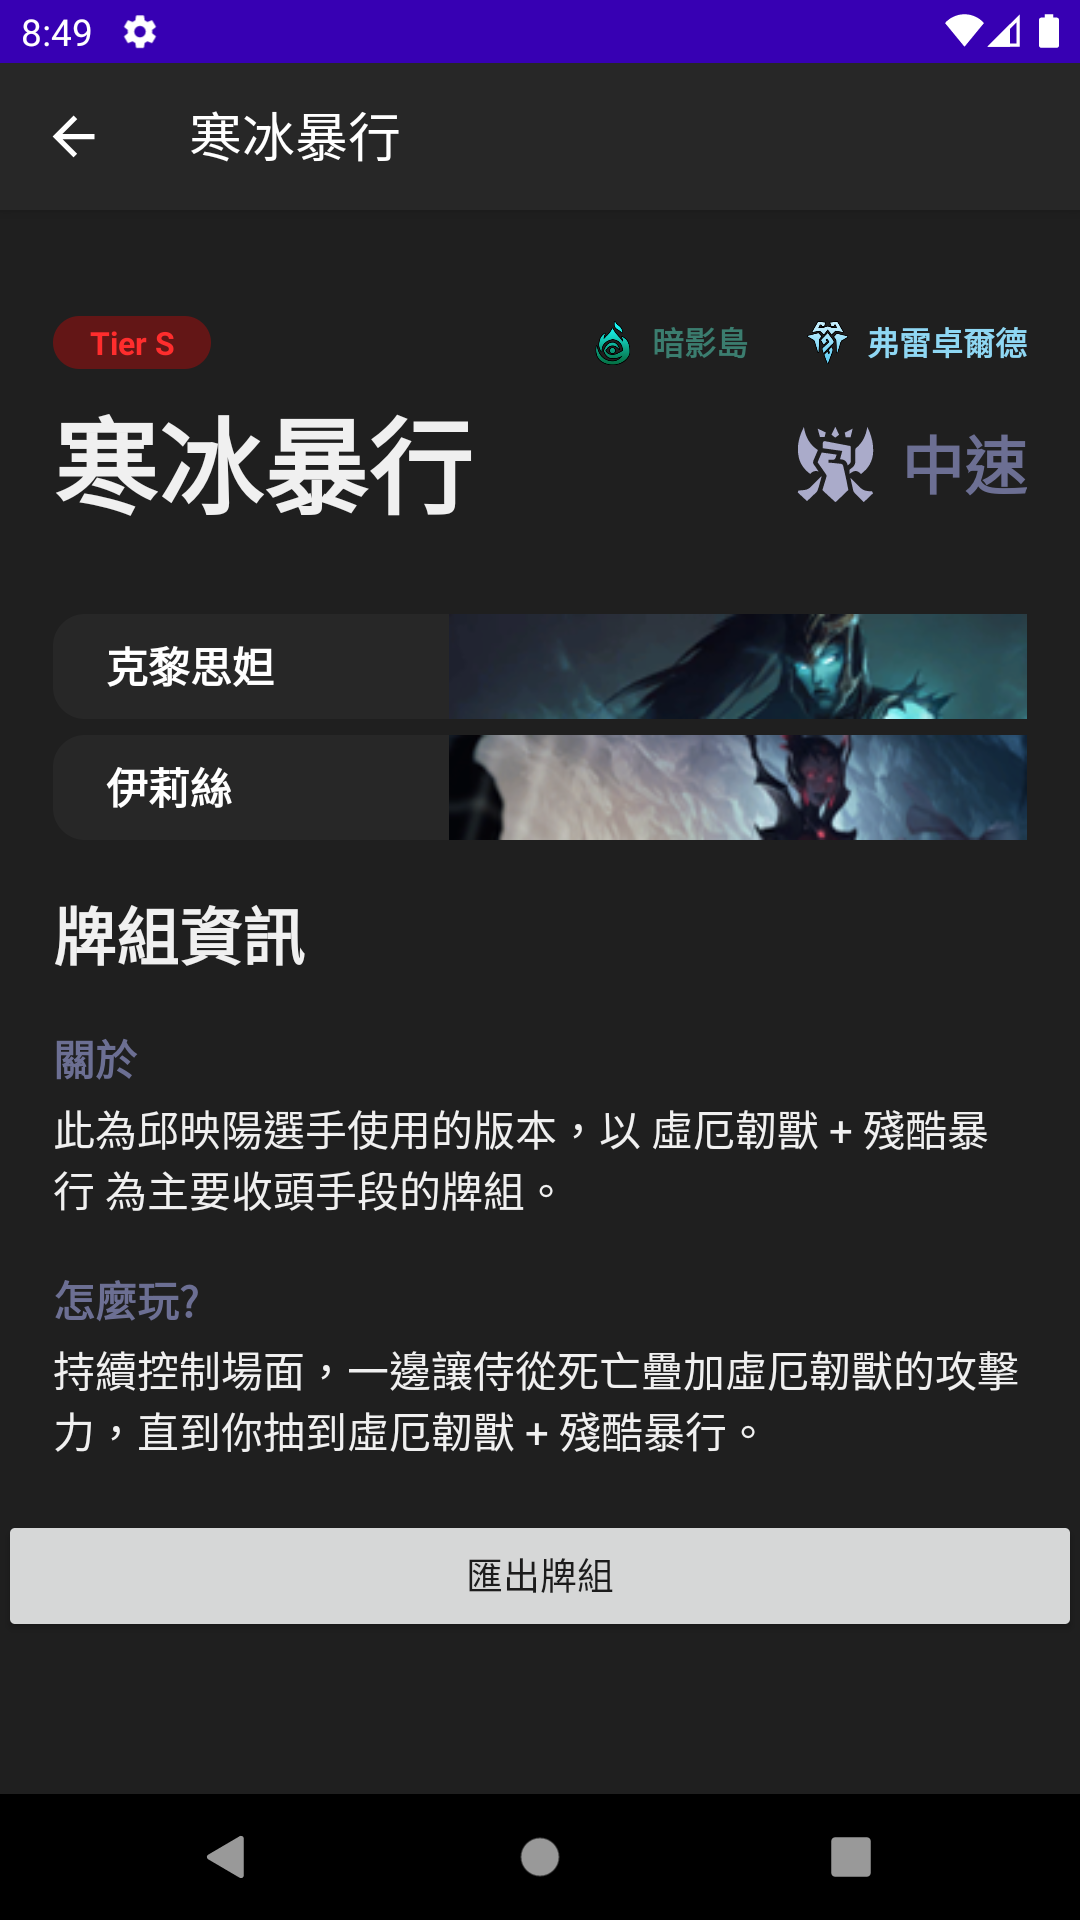 8:49
寒冰暴行
Tier S
暗影島
弗雷卓爾德
寒冰暴行
中速
克黎思妲
伊莉絲
牌組資訊
關於
此為邱映陽選手使用的版本，以 虛厄韌獸 + 殘酷暴
行 為主要收頭手段的牌組。
怎麼玩?
持續控制場面，一邊讓侍從死亡疊加虛厄韌獸的攻擊
力，直到你抽到虛厄韌獸 + 殘酷暴行。
匯出牌組